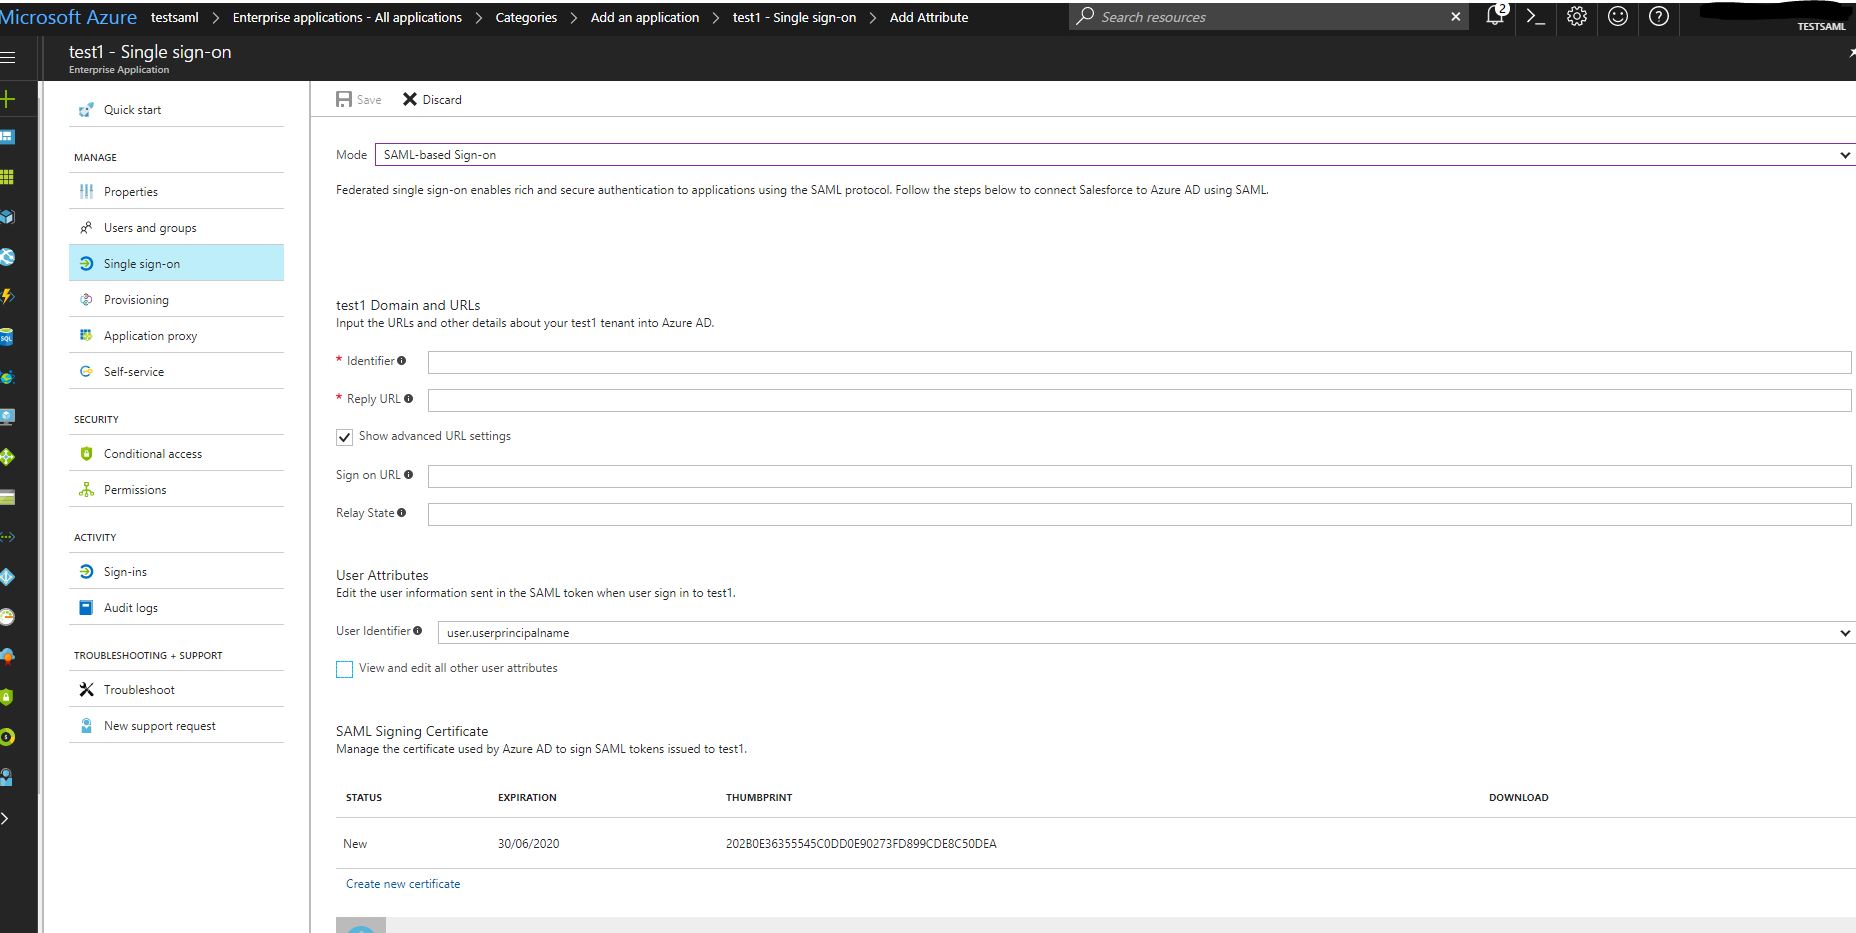 Microsoft Azure testsaml > Enterprise applications - All applications > Categories > Add an application > test1 - Single sign-on > Add Attribute
Search resources
2
TESTSAML
test1 - Single sign-on
Enterprise Application
Quick start
MANAGE
Properties
Users and groups
Single sign-on
Provisioning
Application proxy
Self-service
SECURITY
Conditional access
Permissions
ACTIVITY
Sign-ins
Audit logs
TROUBLESHOOTING + SUPPORT
Troubleshoot
New support request
Save Discard
Mode SAML-based Sign-on
Federated single sign-on enables rich and secure authentication to applications using the SAML protocol. Follow the steps below to connect Salesforce to Azure AD using SAML.
test1 Domain and URLs
Input the URLs and other details about your test1 tenant into Azure AD.
* Identifier
* Reply URL
Show advanced URL settings
Sign on URL
Relay State
User Attributes
Edit the user information sent in the SAML token when user sign in to test1.
User Identifier user.userprincipalname
View and edit all other user attributes
SAML Signing Certificate
Manage the certificate used by Azure AD to sign SAML tokens issued to test1.
STATUS EXPIRATION THUMBPRINT DOWNLOAD
New 30/06/2020 202B0E36355545C0DD0E90273FD899CDE8C50DEA
Create new certificate
SQL